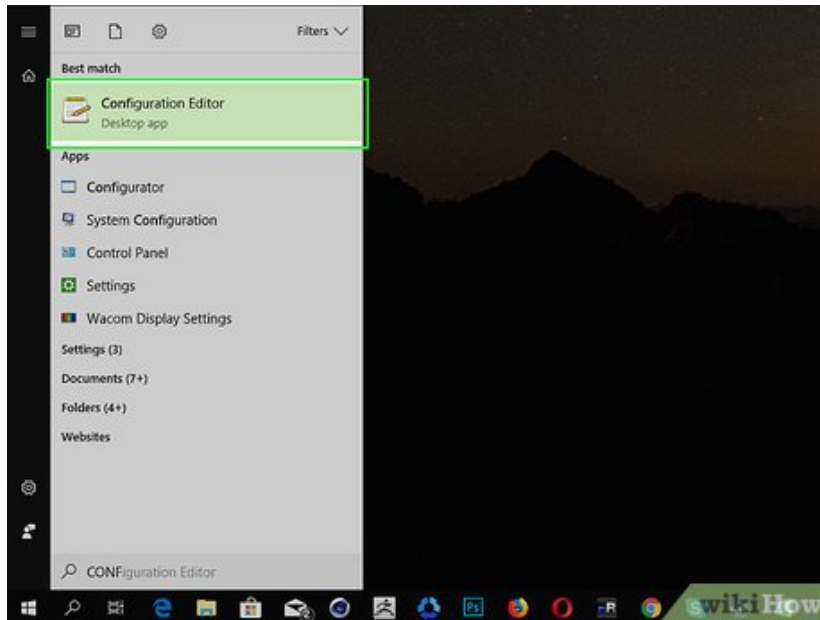 Filters
Best match
Configuration Editor
Desktop app
Apps
Configurator
System Configuration
Control Panel
Settings
Wacom Display Settings
Settings (3)
Documents (7+)
Folders (4+)
Websites
CONFiguration Editor
Ps
R
wikiHow